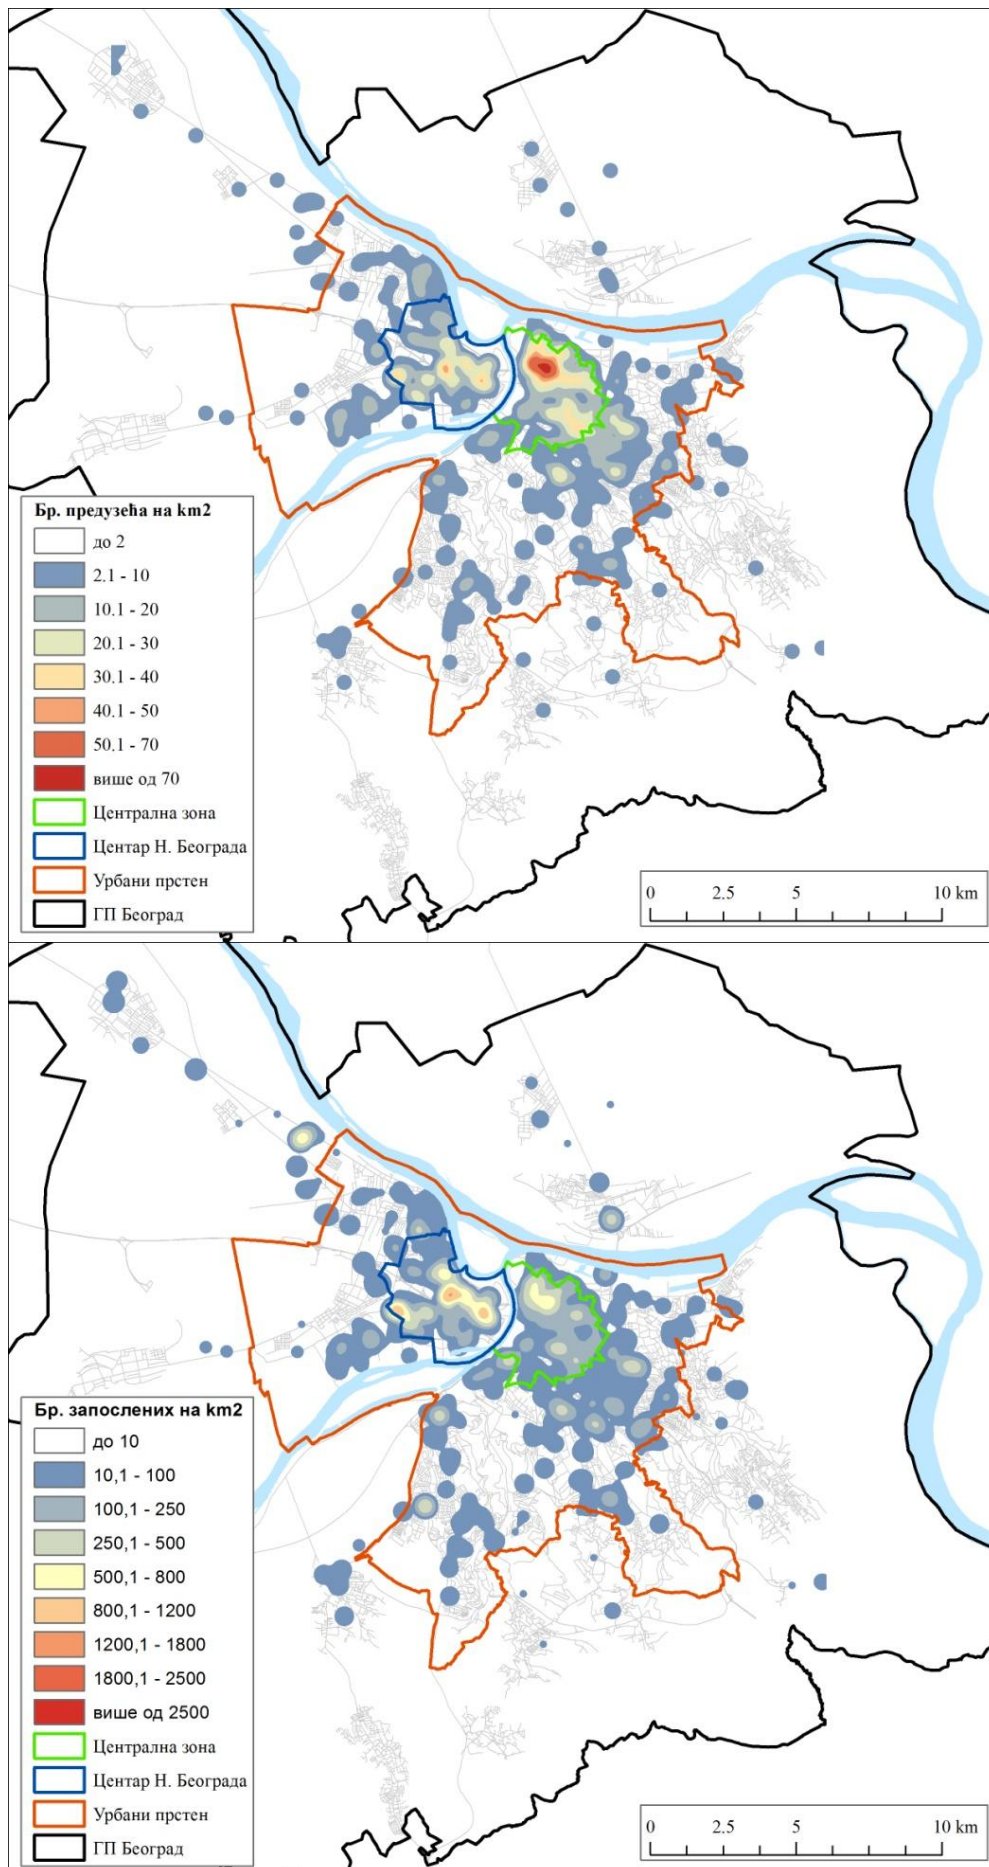 Бр. предузећа на km2
до 2
2.1 - 10
10.1 - 20
20.1 - 30
30.1 - 40
40.1 - 50
50.1 - 70
више од 70
Централна зона
Центар Н. Београда
Урбани прстен
ГП Београд
0 2.5 5 10 km
Бр. запослених на km2
до 10
10,1 - 100
100,1 - 250
250,1 - 500
500,1 - 800
800,1 - 1200
1200,1 - 1800
1800,1 - 2500
више од 2500
Централна зона
Центар Н. Београда
Урбани прстен
ГП Београд
0 2.5 5 10 km